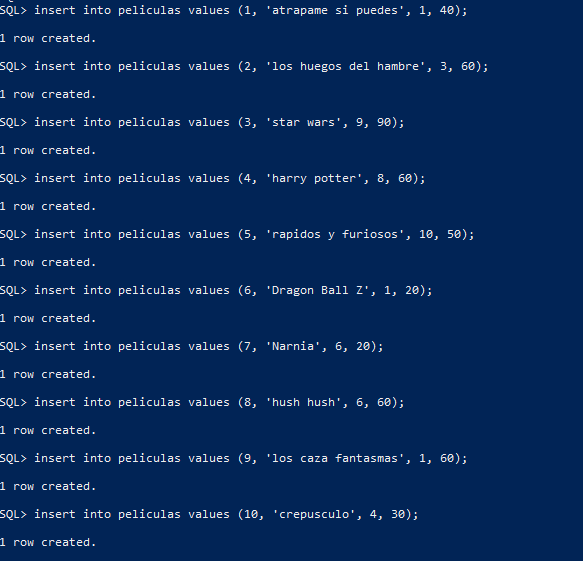 SQL> insert into peliculas values (1, 'atrapame si puedes', 1, 40);
1 row created.
SQL> insert into peliculas values (2, 'los huegos del hambre', 3, 60);
1 row created.
SQL> insert into peliculas values (3, 'star wars', 9, 90);
1 row created.
SQL> insert into peliculas values (4, 'harry potter', 8, 60);
1 row created.
SQL> insert into peliculas values (5, 'rapidos y furiosos', 10, 50);
1 row created.
SQL> insert into peliculas values (6, 'Dragon Ball Z', 1, 20);
1 row created.
SQL> insert into peliculas values (7, 'Narnia', 6, 20);
1 row created.
SQL> insert into peliculas values (8, 'hush hush', 6, 60);
1 row created.
SQL> insert into peliculas values (9, 'los caza fantasmas', 1, 60);
1 row created.
SQL> insert into peliculas values (10, 'crepusculo', 4, 30);
1 row created.